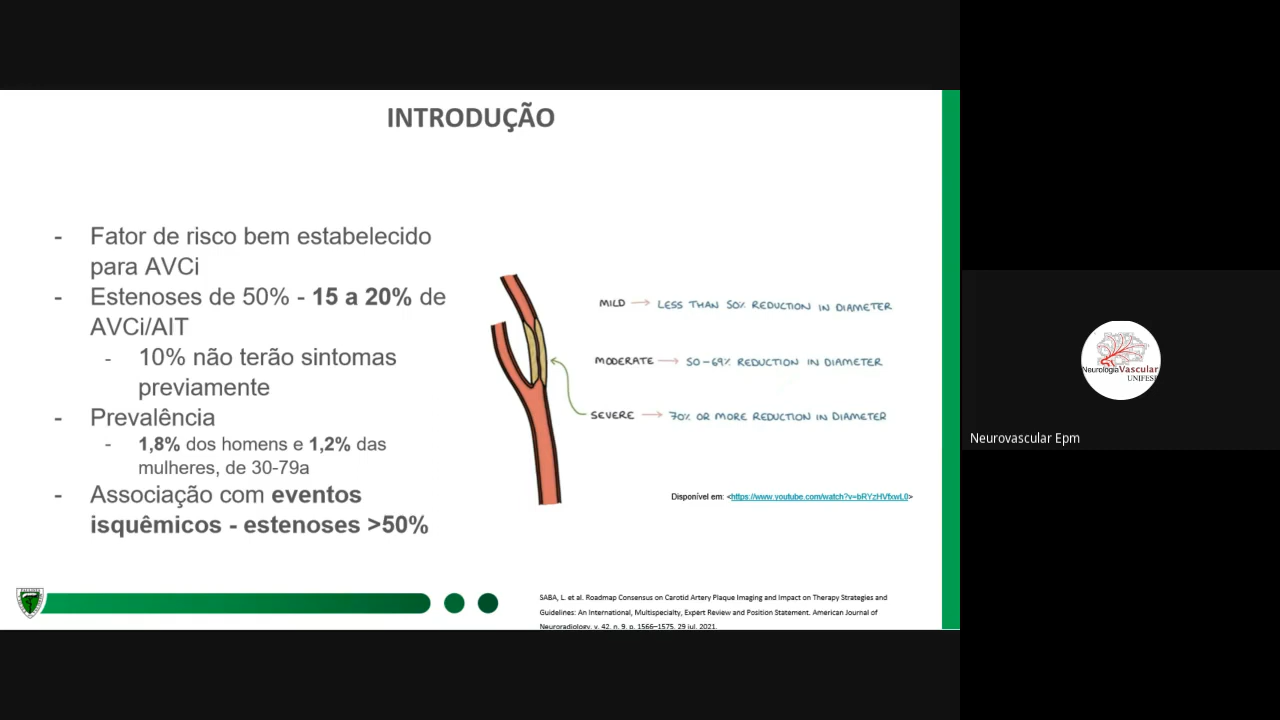 INTRODUÇÃO
- Fator de risco bem estabelecido
para AVCi
- Estenoses de 50% - 15 a 20% de
AVCi/AIT
- 10% não terão sintomas
previamente
- Prevalência
- 1,8% dos homens e 1,2% das
mulheres, de 30-79a
- Associação com eventos
isquêmicos - estenoses >50%
MILD → LESS THAN 50% REDUCTION IN DIAMETER
MODERATE → 50-69% REDUCTION IN DIAMETER
SEVERE → 70% OR MORE REDUCTION IN DIAMETER
Disponível em: <https://www.youtube.com/watch?v=bRYzHVfxwL0>
SABA, L. et al. Roadmap Consensus on Carotid Artery Plaque Imaging and Impact on Therapy Strategies and
Guidelines: An International, Multispecialty, Expert Review and Position Statement. American Journal of
Neuroradiology, v. 42, n. 9, p. 1566–1575, 29 jul. 2021.
NeurologiaVascular
UNIFES
Neurovascular Epm